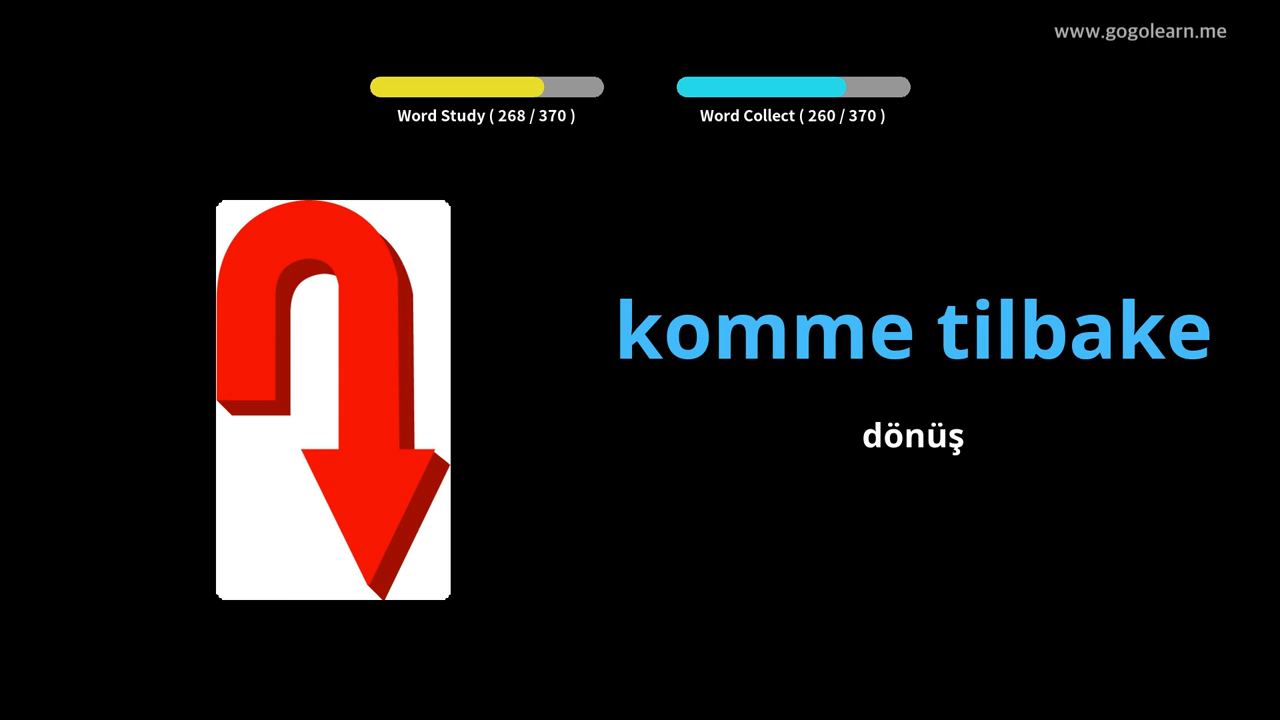 www.gogolearn.me
Word Study ( 268 / 370 )
Word Collect ( 260 / 370 )
komme tilbake
dönüş